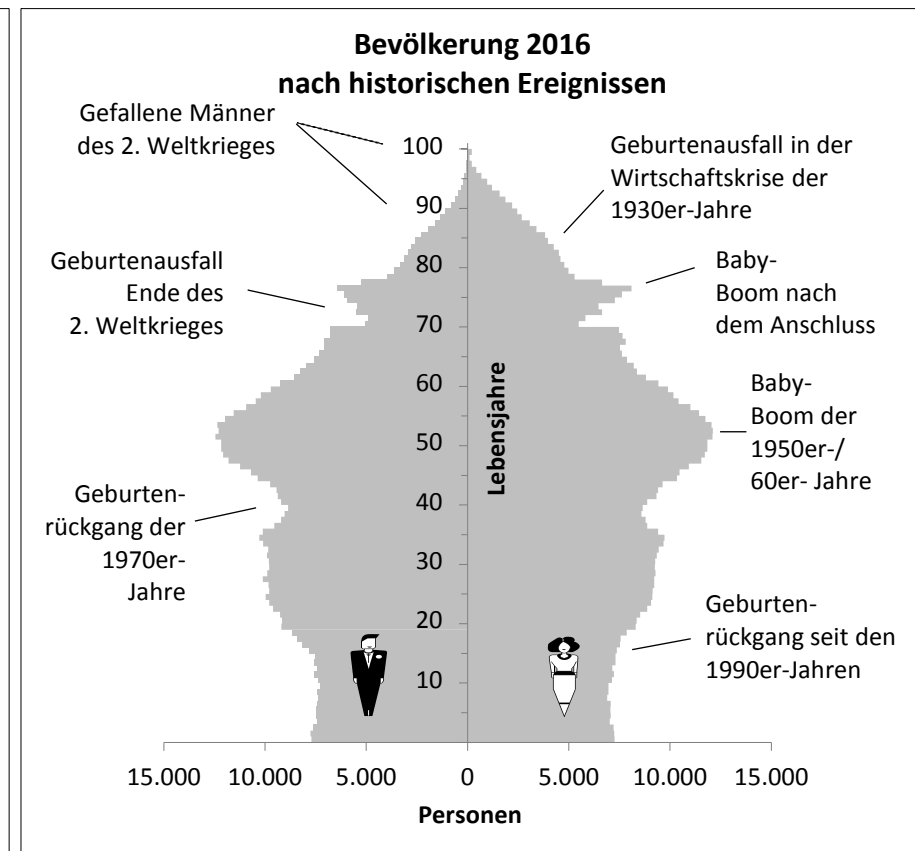 Bevölkerung 2016
nach historischen Ereignissen
Gefallene Männer
des 2. Weltkrieges
Geburtenausfall in der
Wirtschaftskrise der
1930er-Jahre
Geburtenausfall
Ende des
2. Weltkrieges
Baby-
Boom nach
dem Anschluss
Baby-
Boom der
1950er-/
60er- Jahre
Geburten-
rückgang der
1970er-
Jahre
Geburten-
rückgang seit den
1990er-Jahren
100
90
80
70
60
50
40
30
20
10
Lebensjahre
15.000 10.000 5.000 0 5.000 10.000 15.000
Personen